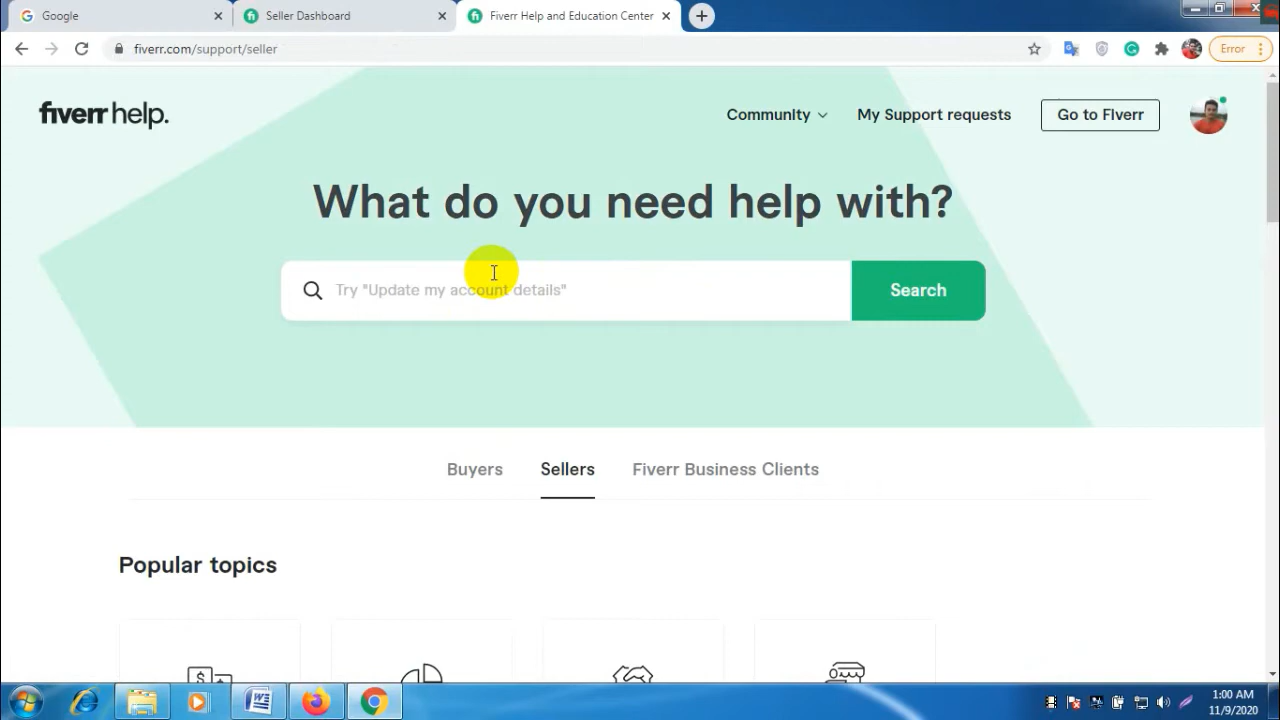 Google
Seller Dashboard
Fiverr Help and Education Center
fiverr.com/support/seller
Error
fiverr help.
Community
My Support requests
Go to Fiverr
What do you need help with?
Try "Update my account details"
Search
Buyers
Sellers
Fiverr Business Clients
Popular topics
1:00 AM
11/9/2020